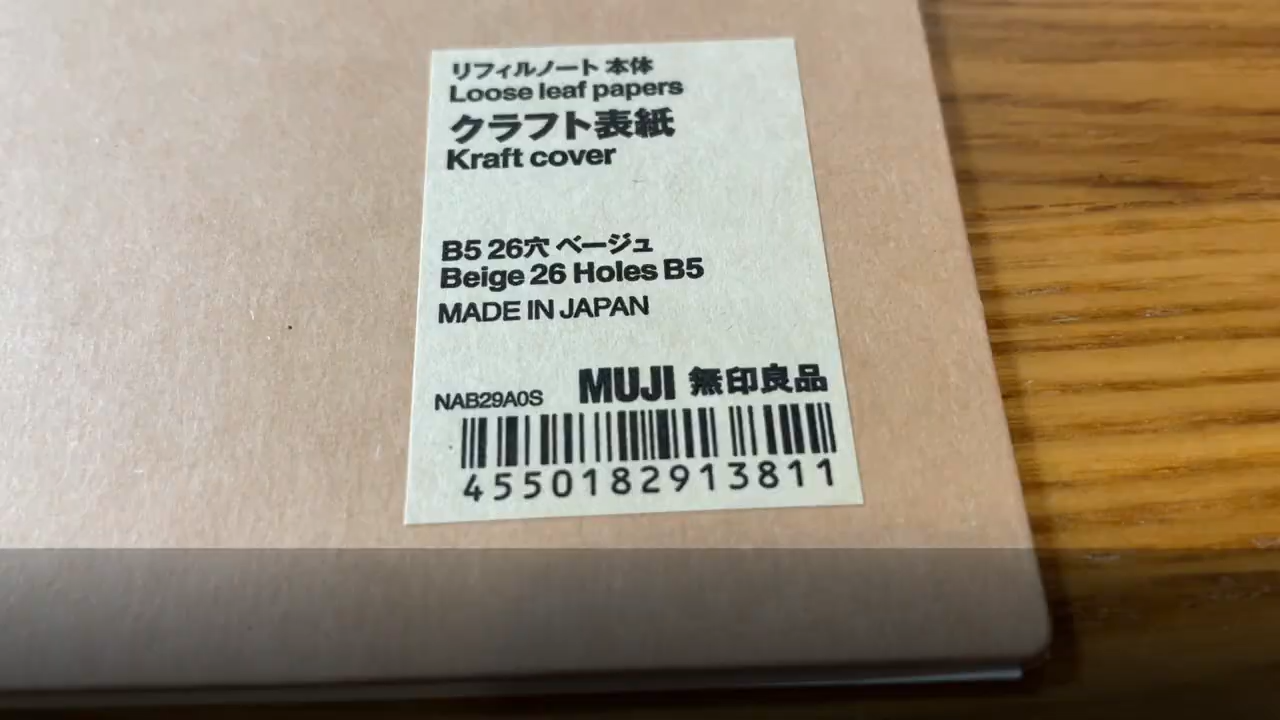 リフィルノート 本体
Loose leaf papers
クラフト表紙
Kraft cover
B5 26穴 ベージュ
Beige 26 Holes B5
MADE IN JAPAN
NAB29A0S MUJI 無印良品
4550182913811